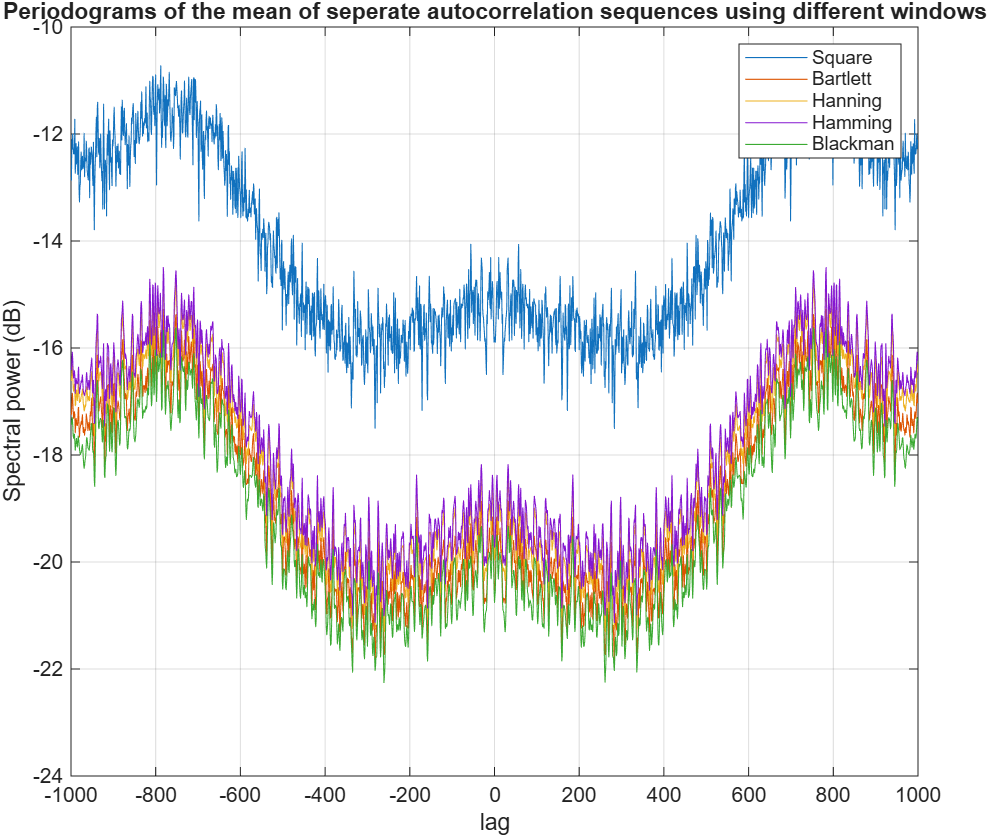 Periodograms of the mean of seperate autocorrelation sequences using different windows
-10
-12
-14
-16
-18
-20
-22
-24
Spectral power (dB)
Square
Bartlett
Hanning
Hamming
Blackman
-1000 -800 -600 -400 -200 0 200 400 600 800 1000
lag